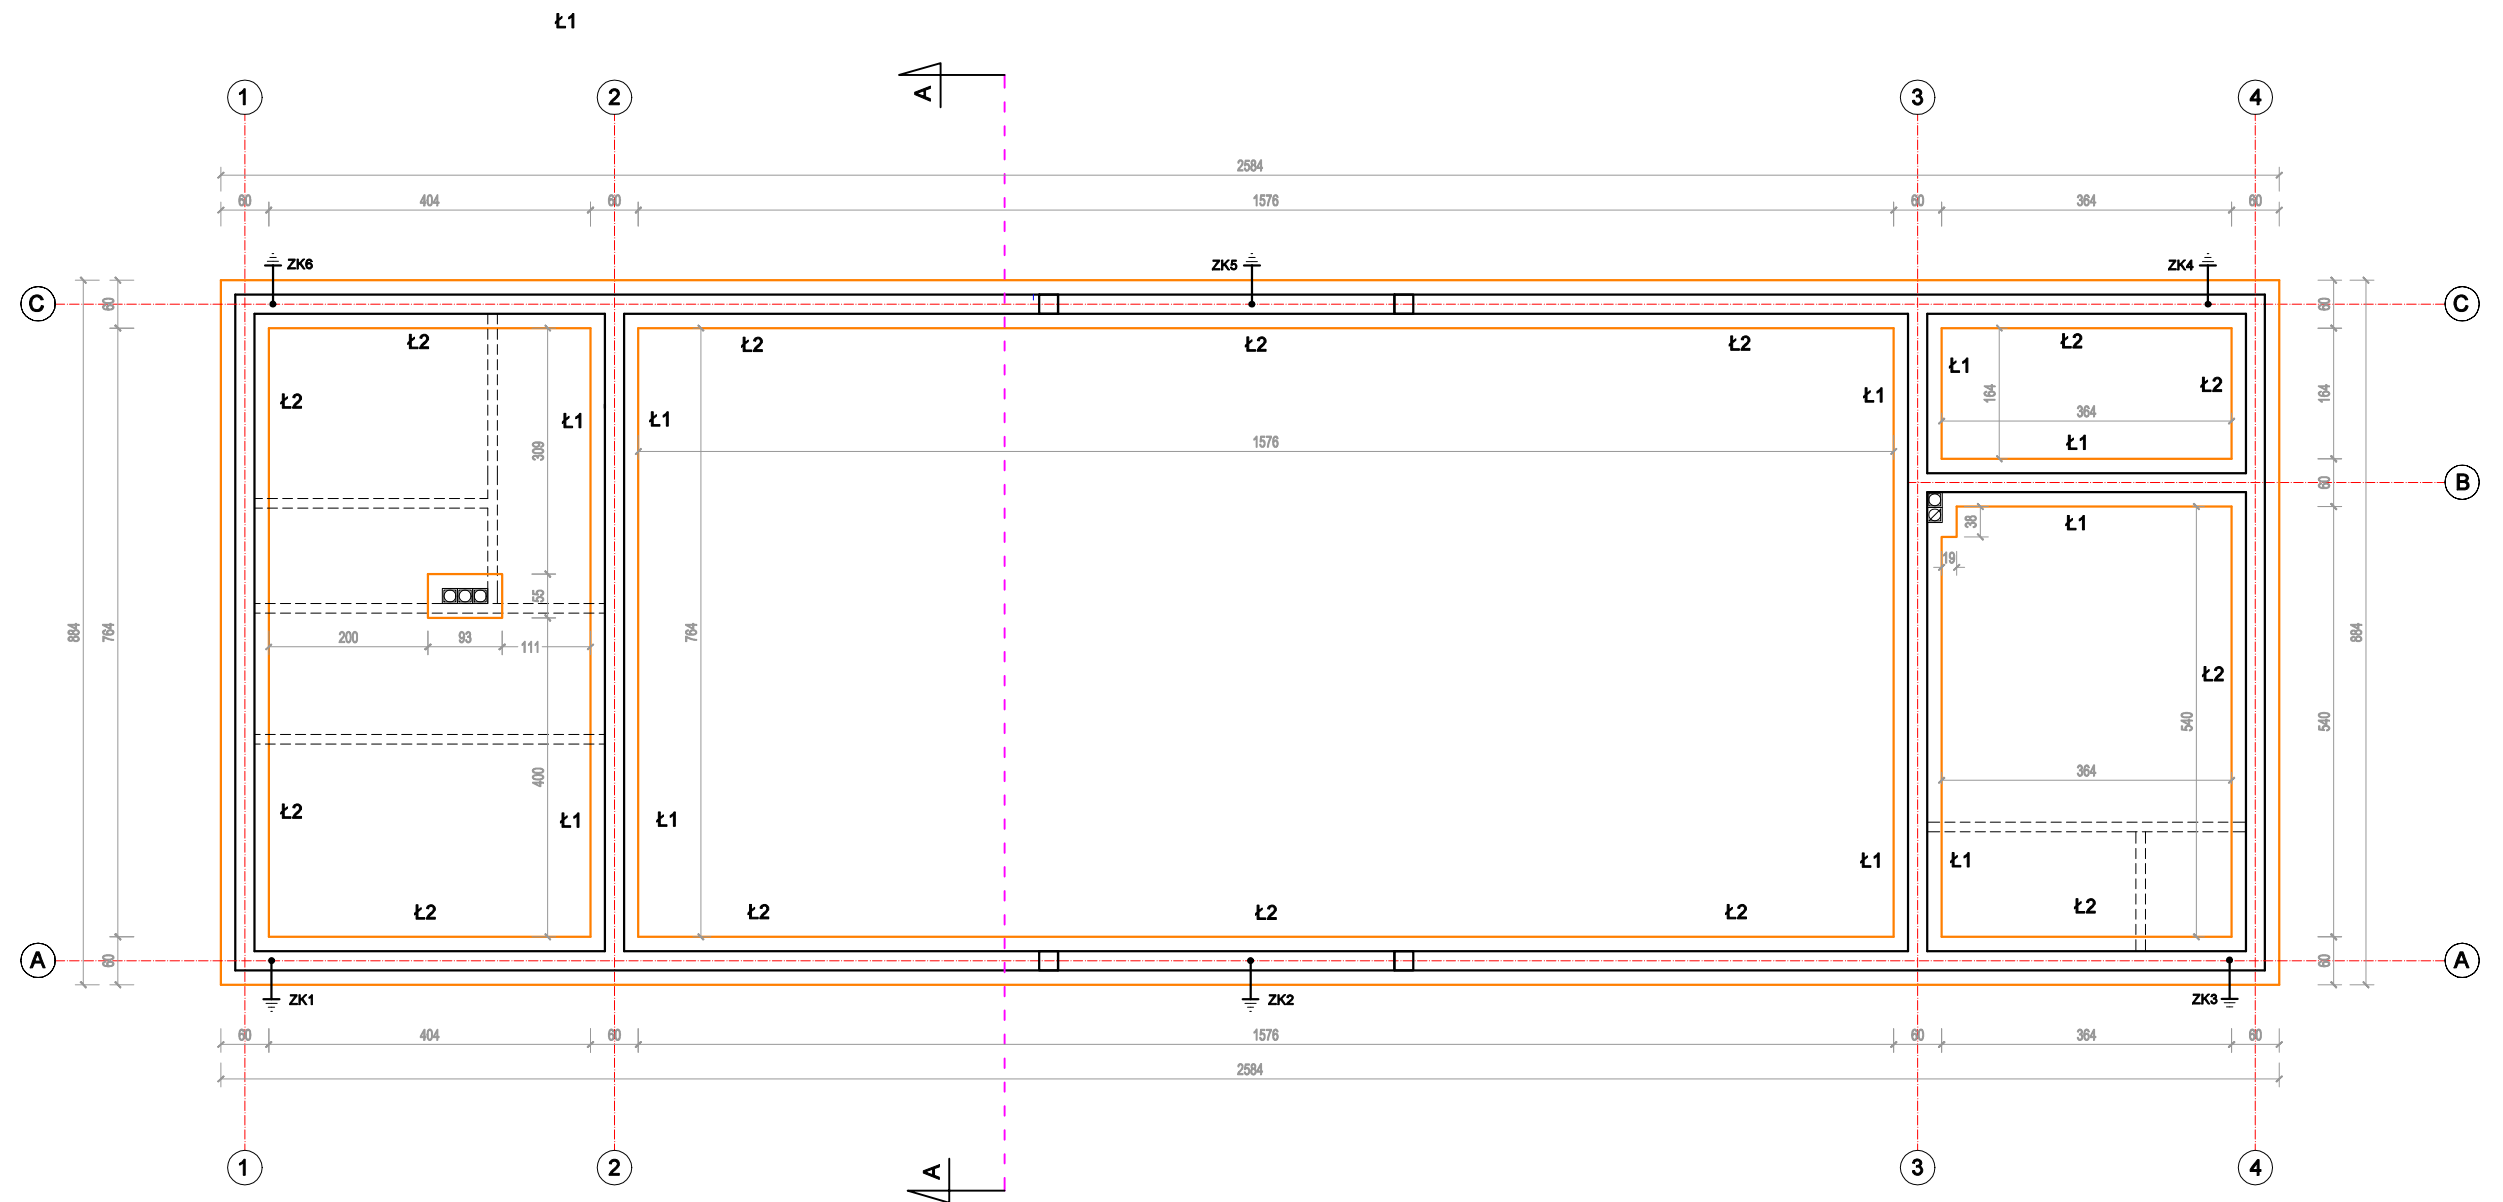 Ł1
A
1 2 3 4
2584
60 404 60 1576 60 364 60
ZK6 ZK5 ZK4
C C
60 60
Ł2 Ł2 Ł2 Ł2 Ł2
Ł1 164 164
Ł2 Ł1 Ł2
Ł1 Ł1 364
309 1576 Ł1
B
60
38 Ł1
19
55
884 764 200 93 111 764 884
Ł2
540 540
400 364
Ł2 Ł1 Ł1
Ł1 Ł1
Ł2 Ł2 Ł2 Ł2 Ł2
A A
60 60
ZK1 ZK2 ZK3
60 404 60 1576 60 364 60
2584
1 2 3 4
A